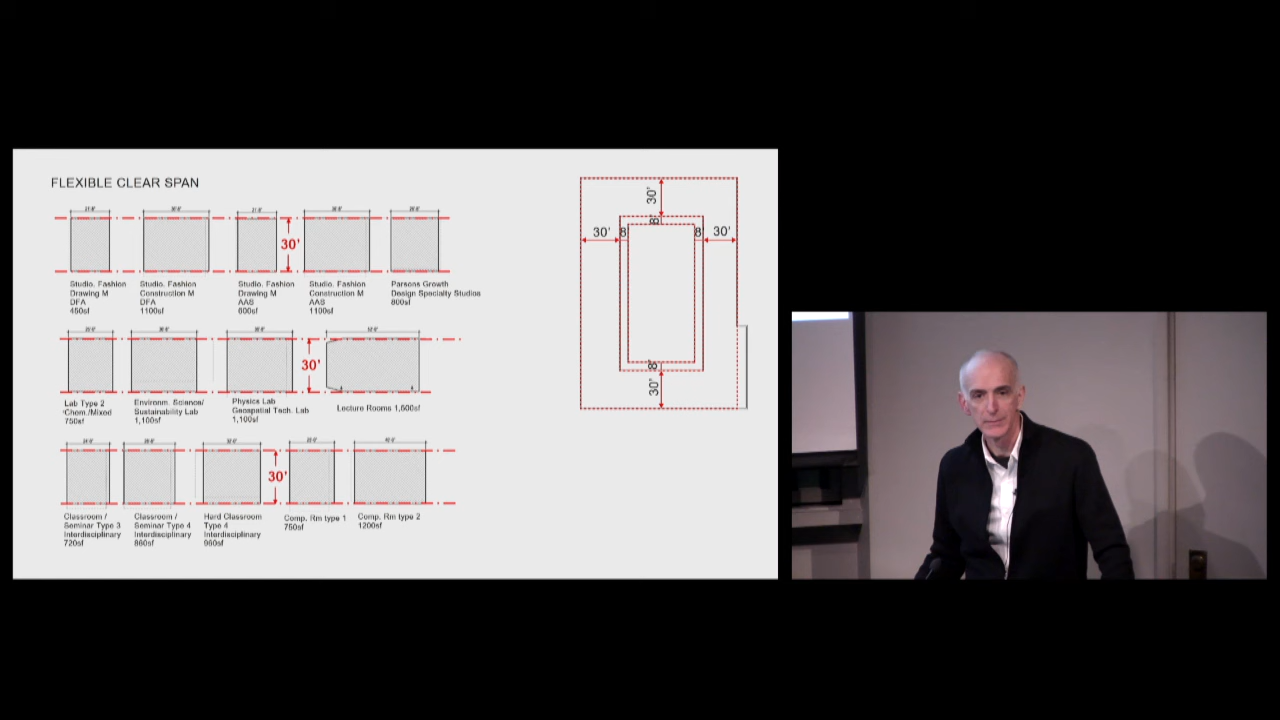 FLEXIBLE CLEAR SPAN
30'
Studio. Fashion
Drawing M
DFA
450sf
Studio. Fashion
Construction M
DFA
1100sf
Studio. Fashion
Drawing M
AAS
600sf
Studio. Fashion
Construction M
AAS
1100sf
Parsons Growth
Design Specialty Studios
800sf
30'
Lab Type 2
Chem./Mixed
750sf
Environm. Science/
Sustainability Lab
1,100sf
Physics Lab
Geospatial Tech. Lab
1,100sf
Lecture Rooms 1,600sf
30'
Classroom /
Seminar Type 3
Interdisciplinary
720sf
Classroom /
Seminar Type 4
Interdisciplinary
860sf
Hard Classroom
Type 4
Interdisciplinary
960sf
Comp. Rm type 1
750sf
Comp. Rm type 2
1200sf
30'
8'
30'
8'
8'
30'
8'
30'